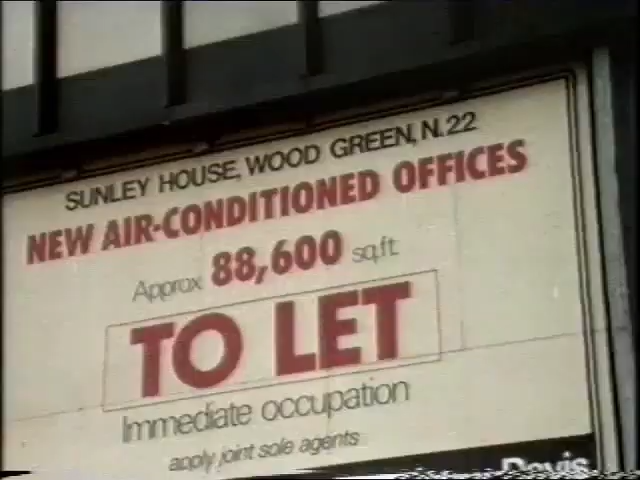 SUNLEY HOUSE, WOOD GREEN, N.22
NEW AIR-CONDITIONED OFFICES
Approx 88,600 sq.ft.
TO LET
Immediate occupation
apply joint sole agents
Davis